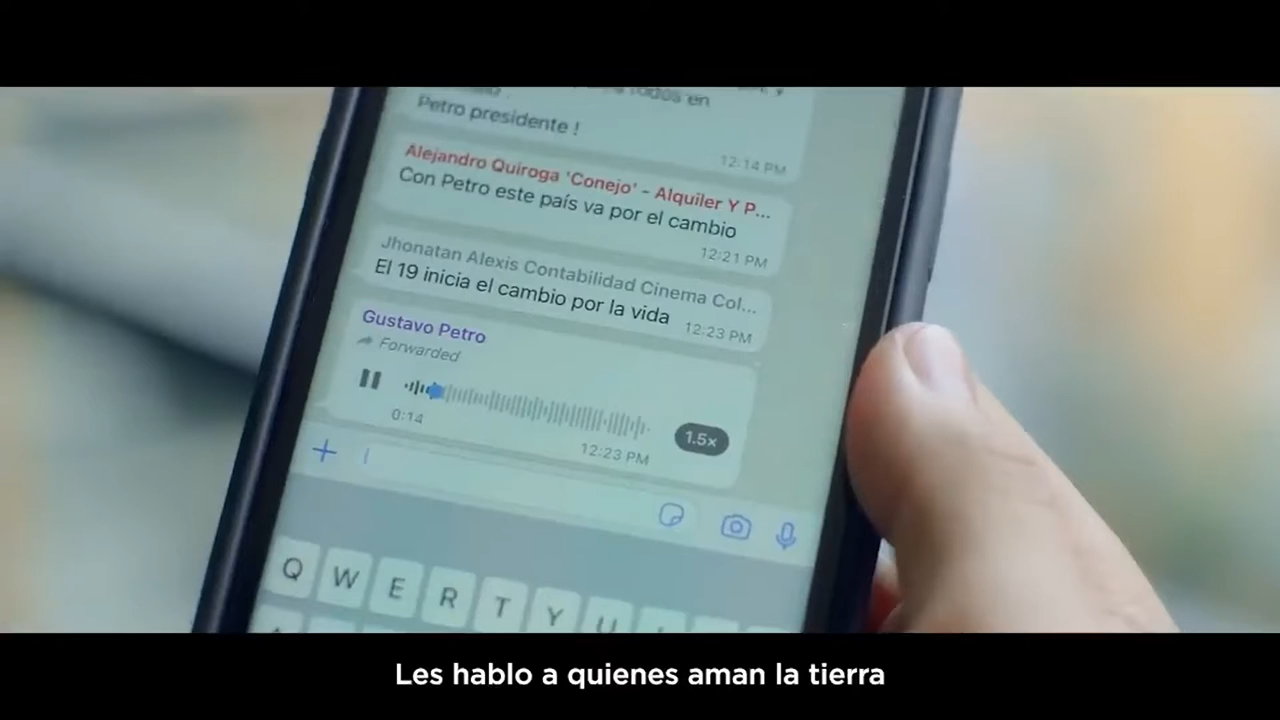 todos en
Petro presidente !
12:14 PM
Alejandro Quiroga 'Conejo' - Alquiler Y P...
Con Petro este país va por el cambio
12:21 PM
Jhonatan Alexis Contabilidad Cinema Col...
El 19 inicia el cambio por la vida
12:23 PM
Gustavo Petro
Forwarded
0:14
12:23 PM
1.5x
Q W E R T Y U
Les hablo a quienes aman la tierra